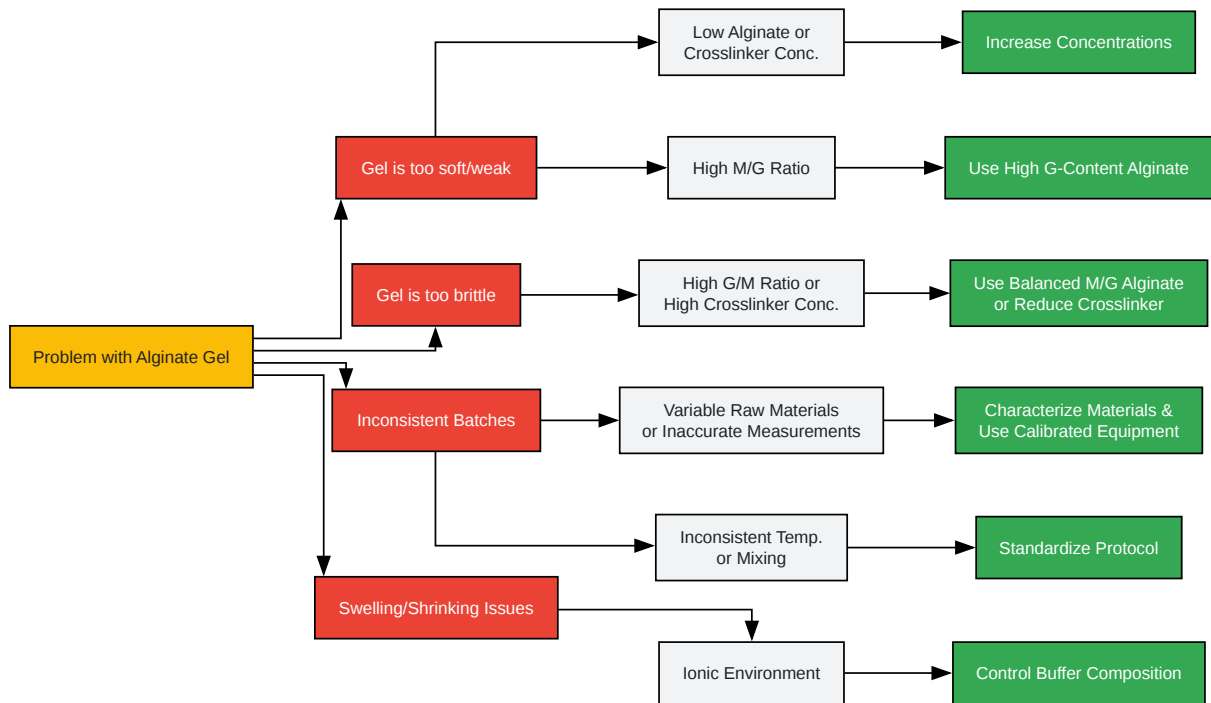 Low Alginate or
Crosslinker Conc.
Increase Concentrations
Gel is too soft/weak
High M/G Ratio
Use High G-Content Alginate
Gel is too brittle
High G/M Ratio or
High Crosslinker Conc.
Use Balanced M/G Alginate
or Reduce Crosslinker
Problem with Alginate Gel
Inconsistent Batches
Variable Raw Materials
or Inaccurate Measurements
Characterize Materials &
Use Calibrated Equipment
Inconsistent Temp.
or Mixing
Standardize Protocol
Swelling/Shrinking Issues
Ionic Environment
Control Buffer Composition